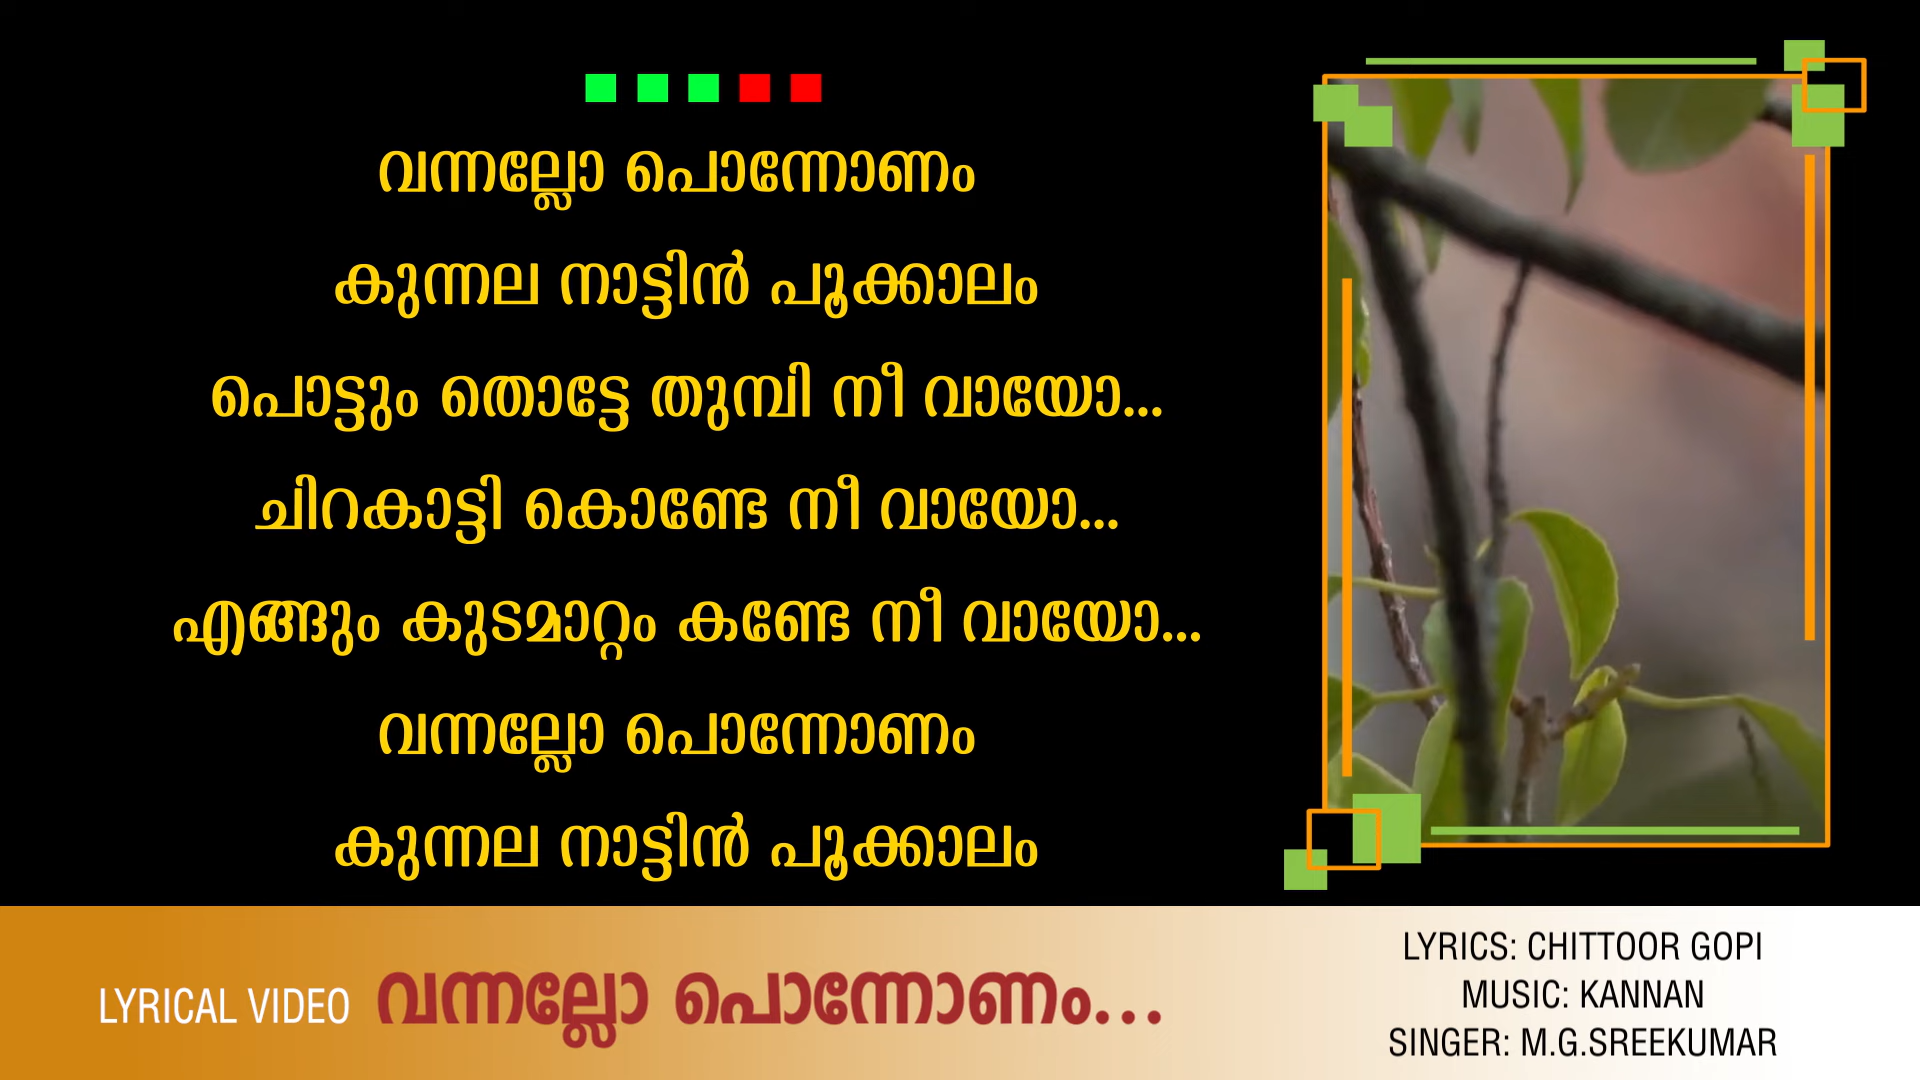 വന്നല്ലോ പൊന്നോണം
കുന്നല നാട്ടിൻ പൂക്കാലം
പൊട്ടും തൊട്ടേ തുമ്പി നീ വായോ...
ചിറകാട്ടി കൊണ്ടേ നീ വായോ...
എങ്ങും കുടമാറ്റം കണ്ടേ നീ വായോ...
വന്നല്ലോ പൊന്നോണം
കുന്നല നാട്ടിൻ പൂക്കാലം
LYRICAL VIDEO വന്നല്ലോ പൊന്നോണം...
LYRICS: CHITTOOR GOPI
MUSIC: KANNAN
SINGER: M.G.SREEKUMAR